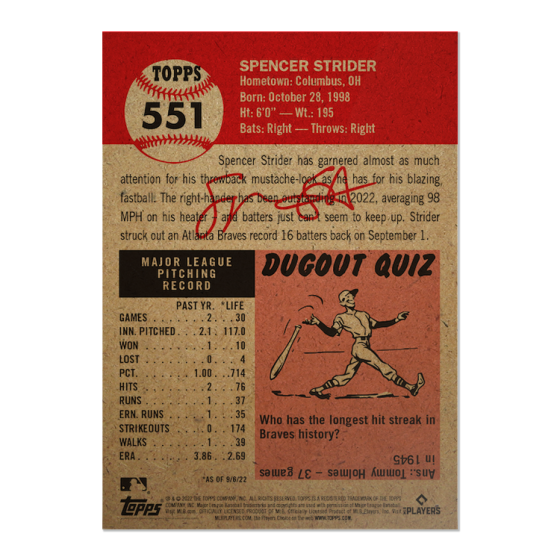 TOPPS
551
SPENCER STRIDER
Hometown: Columbus, OH
Born: October 28, 1998
Ht: 6'0" — Wt.: 195
Bats: Right — Throws: Right
Spencer Strider has garnered almost as much
attention for his throwback mustache-look as he has for his blazing
fastball. The right-hander has been outstanding in 2022, averaging 98
MPH on his heater – and batters just can't seem to keep up. Strider
struck out an Atlanta Braves record 16 batters back on September 1.
MAJOR LEAGUE
PITCHING
RECORD
PAST YR. *LIFE
GAMES 2 30
INN. PITCHED 2.1 117.0
WON 1 10
LOST 0 4
PCT. 1.00 .714
HITS 2 76
RUNS 1 37
ERN. RUNS 1 35
STRIKEOUTS 0 174
WALKS 1 39
ERA 3.86 2.69
*AS OF 9/6/22
DUGOUT QUIZ
Who has the longest hit streak in
Braves history?
Ans.: Tommy Holmes – 37 games
in 1945
topps
PLAYERS